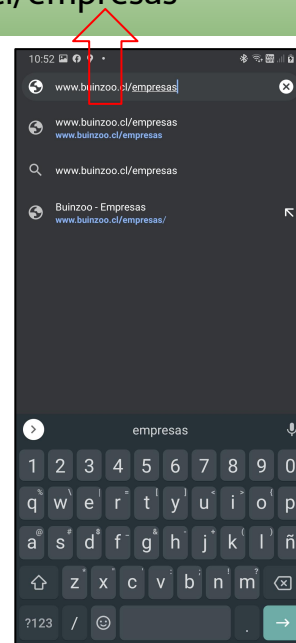 cl/empresas
10:52
www.buinzoo.cl/empresas
www.buinzoo.cl/empresas
www.buinzoo.cl/empresas
www.buinzoo.cl/empresas
Buinzoo - Empresas
www.buinzoo.cl/empresas/
empresas
1 2 3 4 5 6 7 8 9 0
q w e r t y u i o p
a s d f g h j k l ñ
z x c v b n m
?123 / .